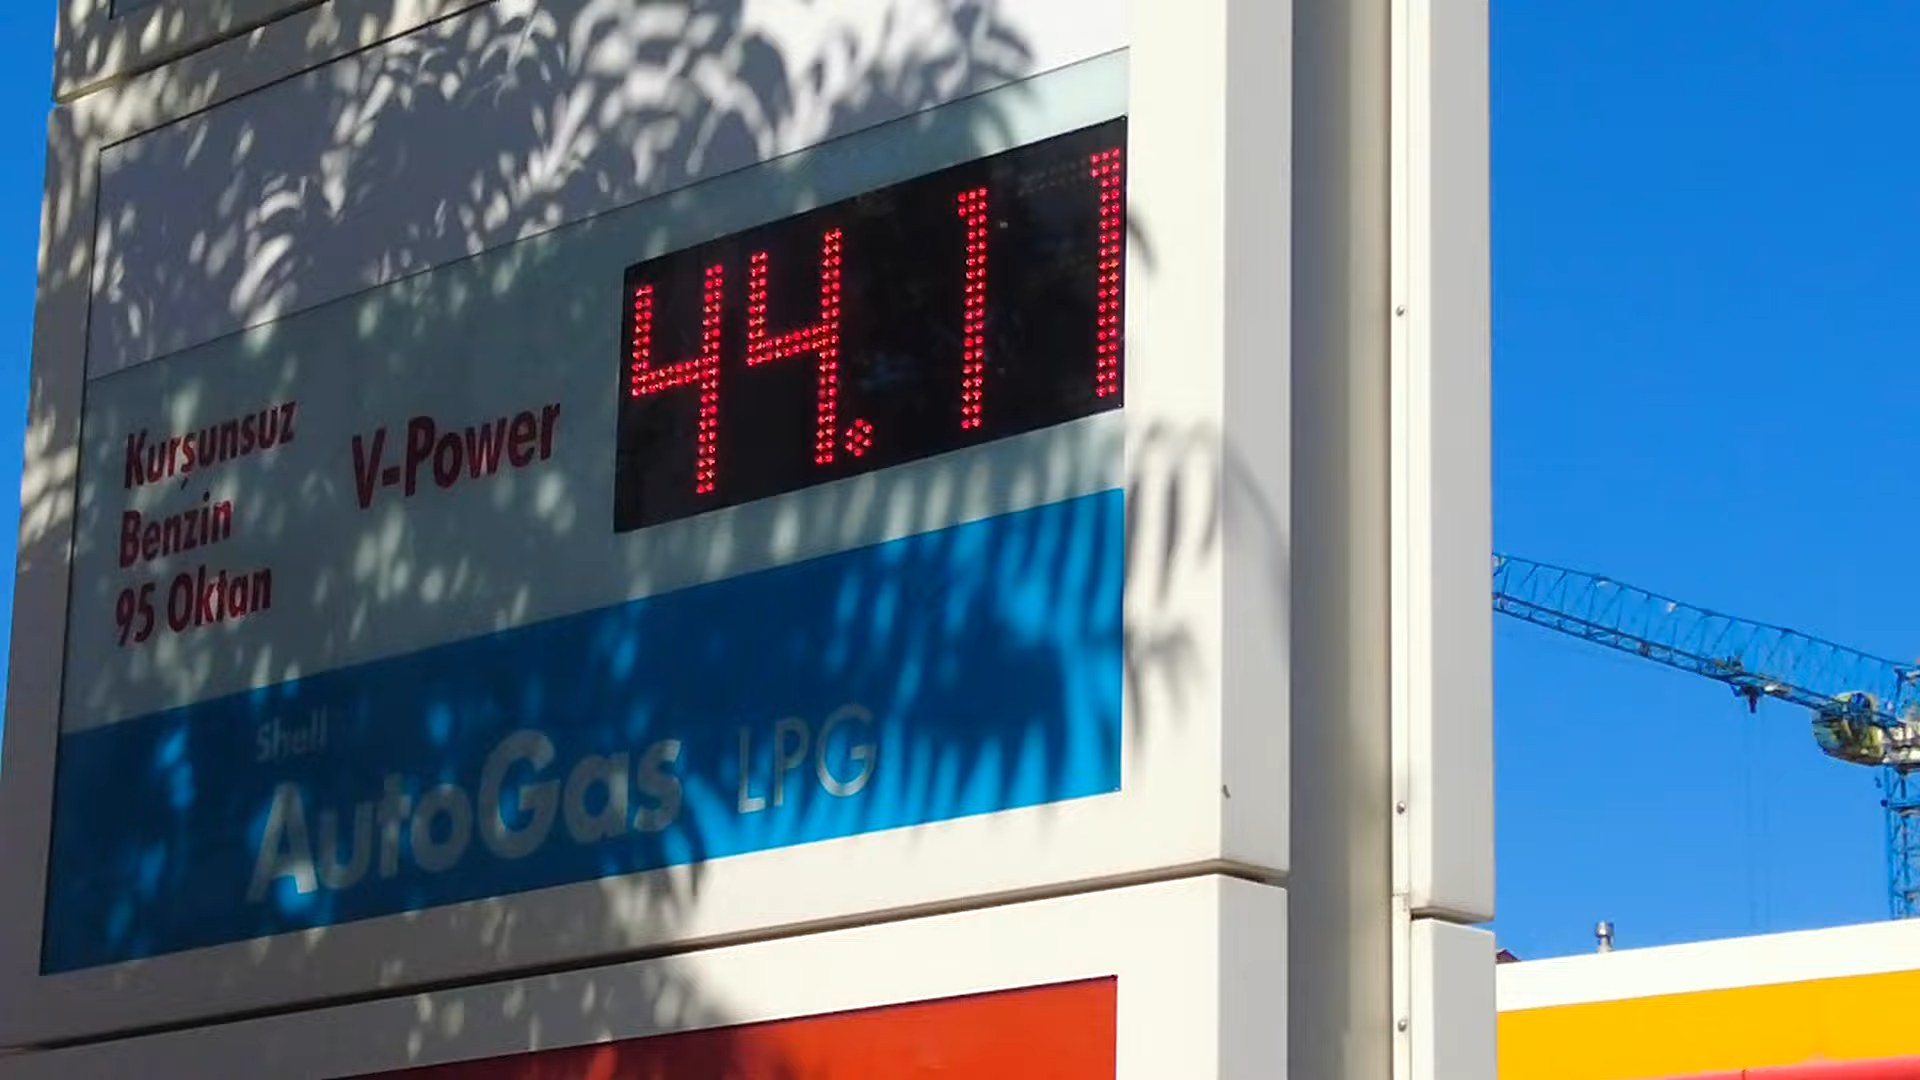 Kurşunsuz
Benzin
95 Oktan
V-Power
44.11
Shell
AutoGas LPG